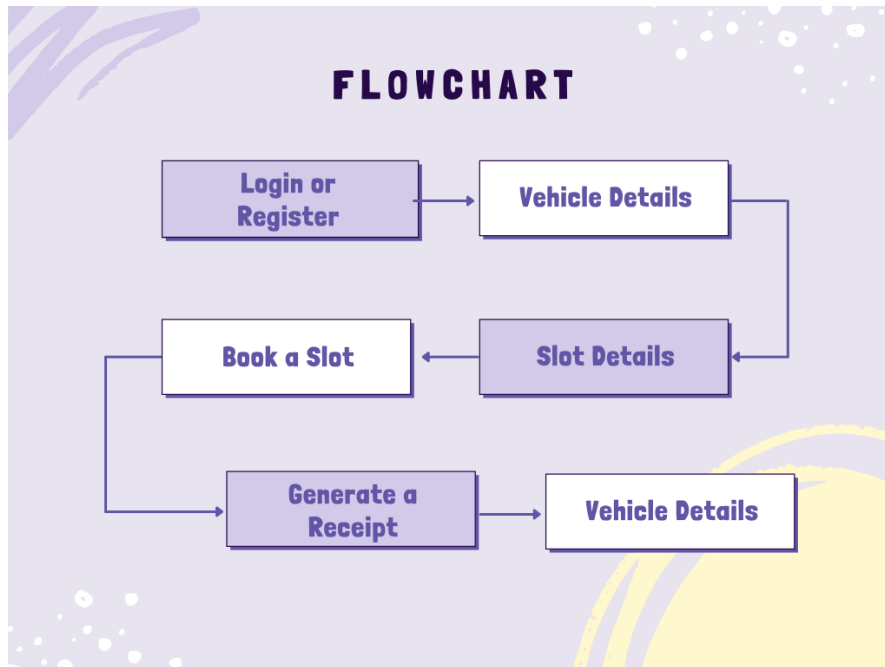 FLOWCHART
Login or
Register
Vehicle Details
Slot Details
Book a Slot
Generate a
Receipt
Vehicle Details